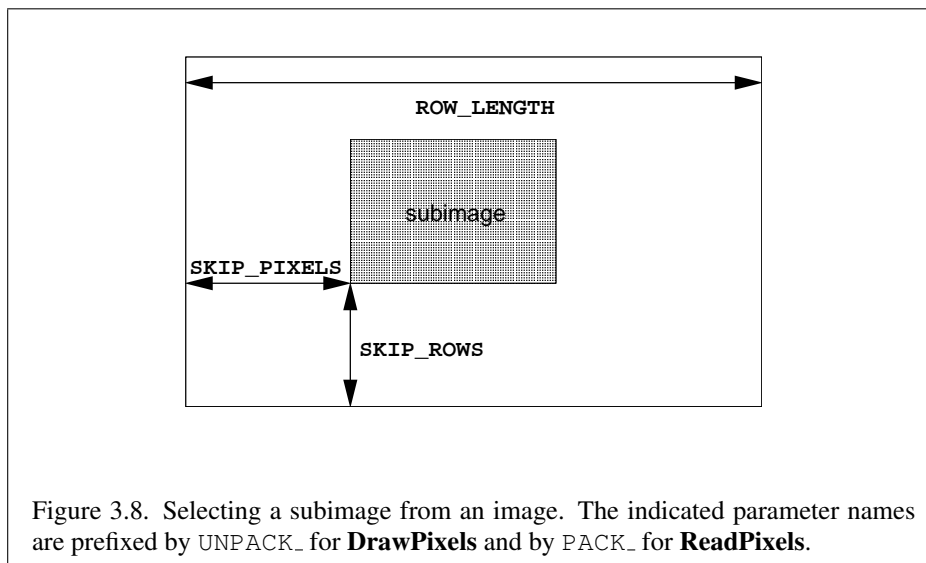 ROW_LENGTH
subimage
SKIP_PIXELS
SKIP_ROWS
Figure 3.8. Selecting a subimage from an image. The indicated parameter names
are prefixed by UNPACK_ for DrawPixels and by PACK_ for ReadPixels.